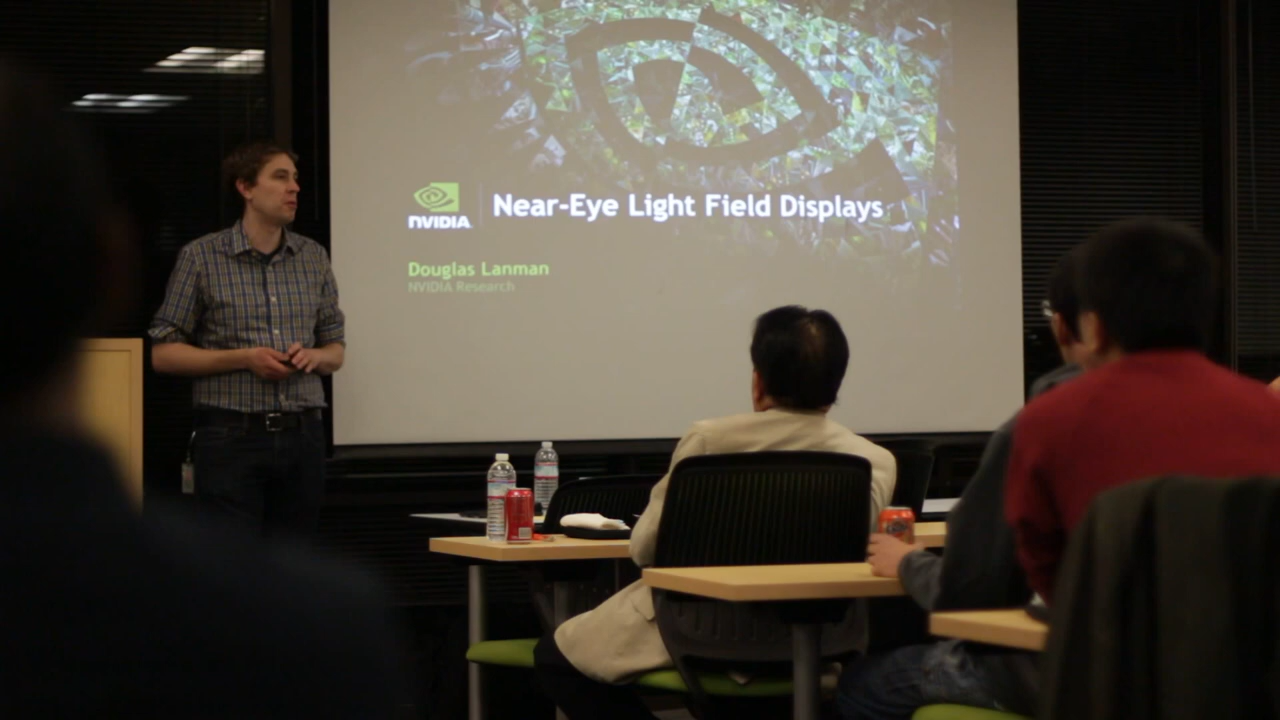 NVIDIA
Near-Eye Light Field Displays
Douglas Lanman
NVIDIA Research